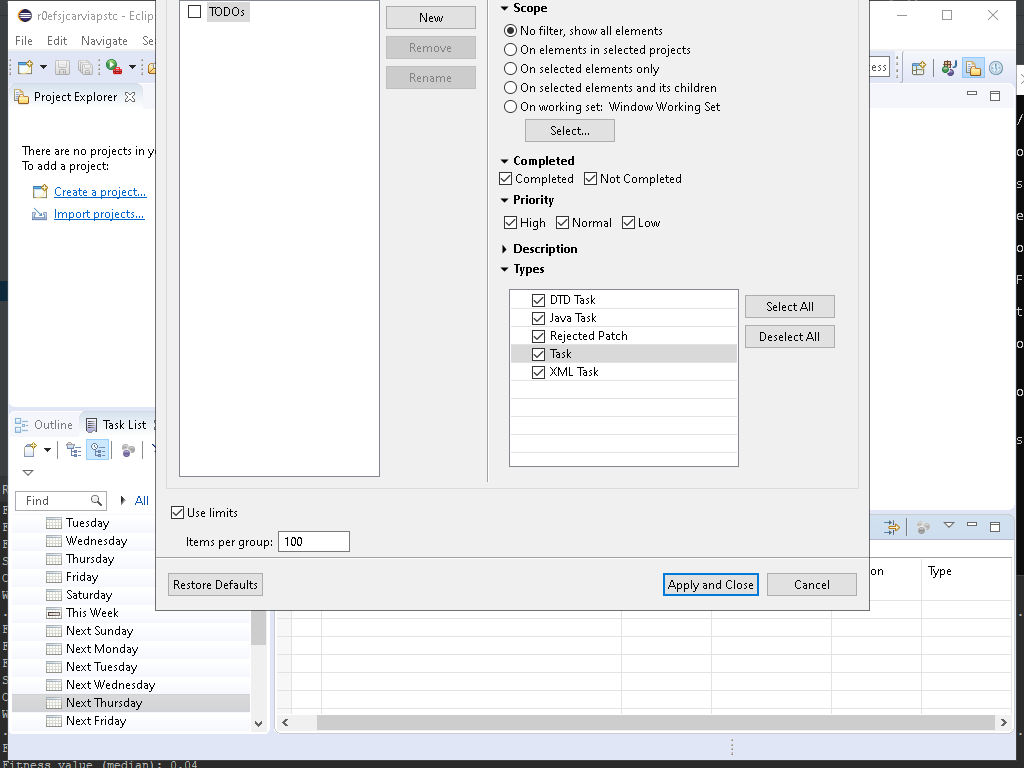 r0efsjcarviapstc - Eclip
File Edit Navigate Se
Project Explorer
There are no projects in y
To add a project:
Create a project...
Import projects...
Outline Task List
Find All
Tuesday
Wednesday
Thursday
Friday
Saturday
This Week
Next Sunday
Next Monday
Next Tuesday
Next Wednesday
Next Thursday
Next Friday
TODOs
New
Remove
Rename
Scope
No filter, show all elements
On elements in selected projects
On selected elements only
On selected elements and its children
On working set: Window Working Set
Select...
Completed
Completed Not Completed
Priority
High Normal Low
Description
Types
DTD Task
Java Task
Rejected Patch
Task
XML Task
Select All
Deselect All
Use limits
Items per group: 100
Restore Defaults
Apply and Close Cancel
ess
on Type
Fitness value (median): 0.04